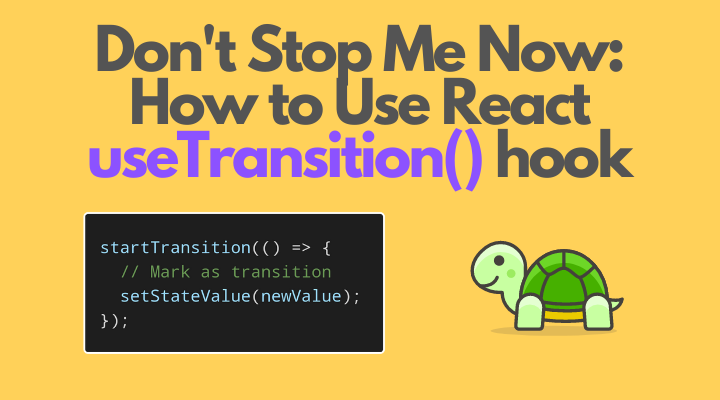 Don't Stop Me Now:
How to Use React
useTransition() hook
startTransition(() => {
  // Mark as transition
  setStateValue(newValue);
});